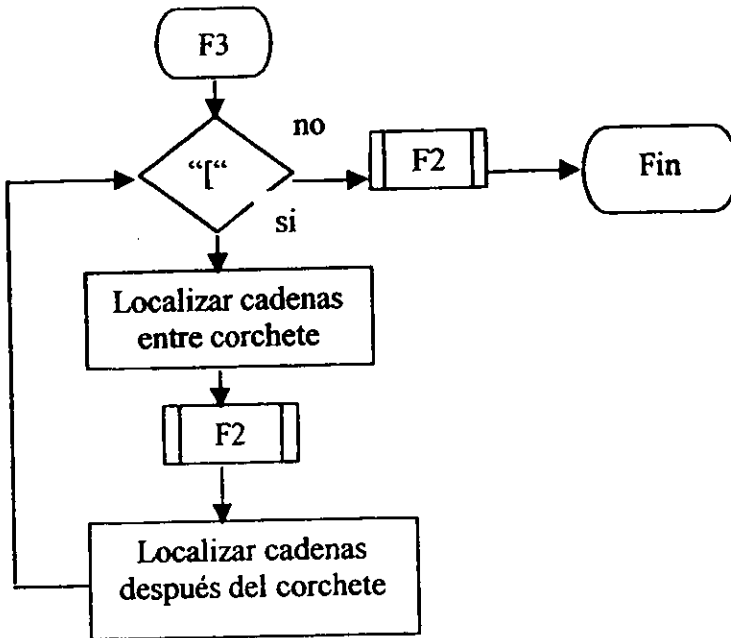 F3
no
“[“
F2
Fin
si
Localizar cadenas
entre corchete
F2
Localizar cadenas
después del corchete